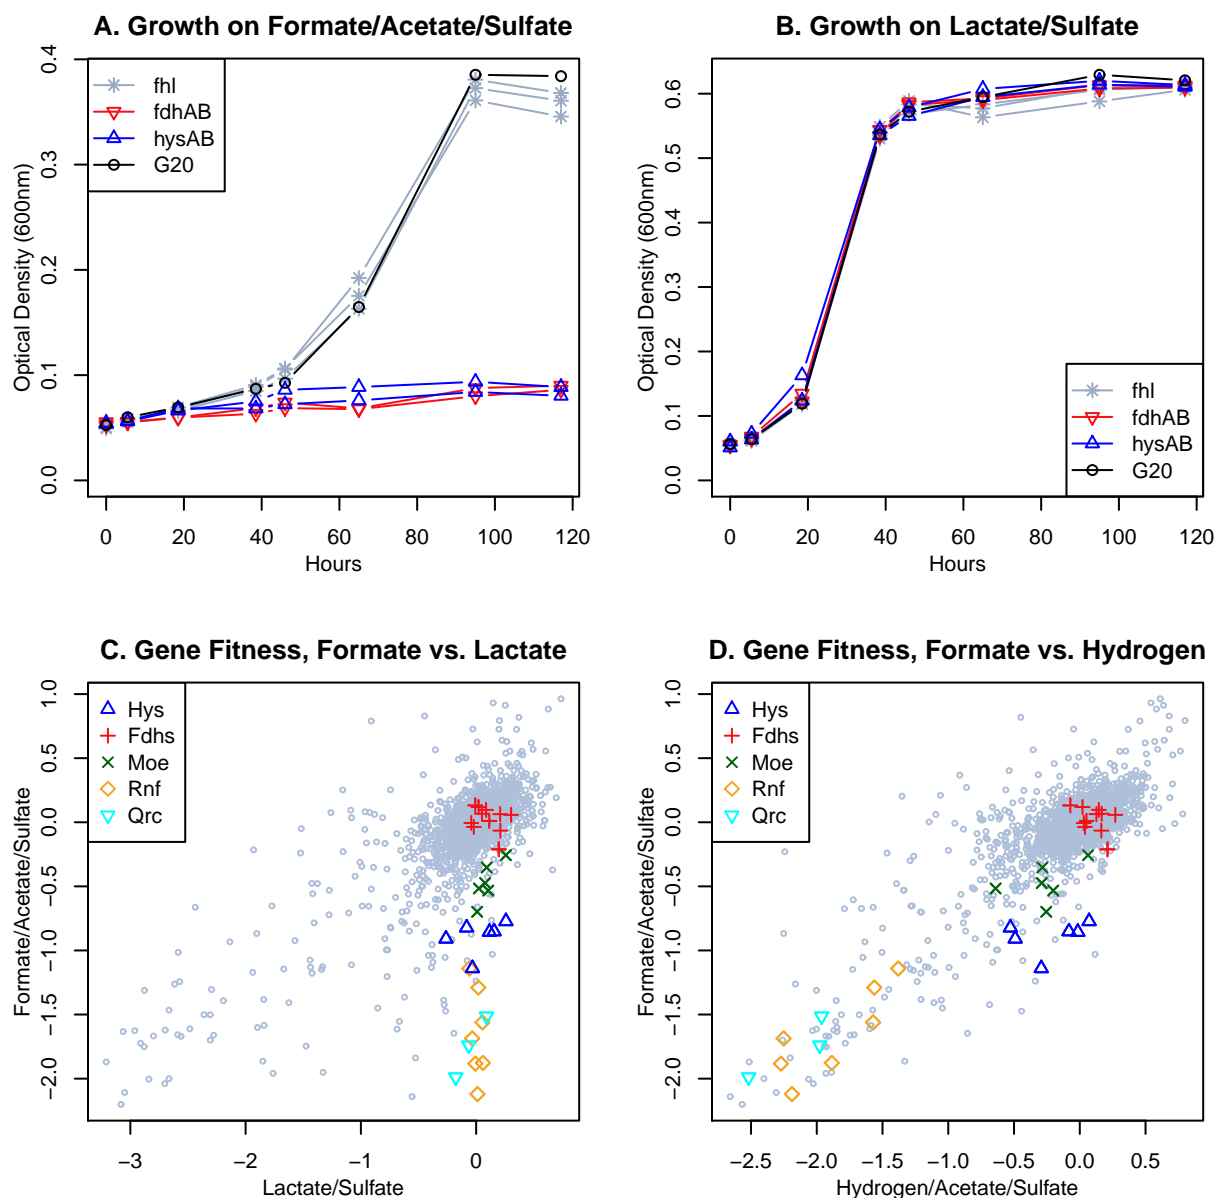 A. Growth on Formate/Acetate/Sulfate
Optical Density (600nm)
0.0 0.1 0.2 0.3 0.4
fhl
fdhAB
hysAB
G20
0 20 40 60 80 100 120
Hours
B. Growth on Lactate/Sulfate
Optical Density (600nm)
0.0 0.1 0.2 0.3 0.4 0.5 0.6
fhl
fdhAB
hysAB
G20
0 20 40 60 80 100 120
Hours
C. Gene Fitness, Formate vs. Lactate
Formate/Acetate/Sulfate
−2.0 −1.5 −1.0 −0.5 0.0 0.5 1.0
Hys
Fdhs
Moe
Rnf
Qrc
−3 −2 −1 0
Lactate/Sulfate
D. Gene Fitness, Formate vs. Hydrogen
Formate/Acetate/Sulfate
−2.0 −1.5 −1.0 −0.5 0.0 0.5 1.0
Hys
Fdhs
Moe
Rnf
Qrc
−2.5 −2.0 −1.5 −1.0 −0.5 0.0 0.5
Hydrogen/Acetate/Sulfate